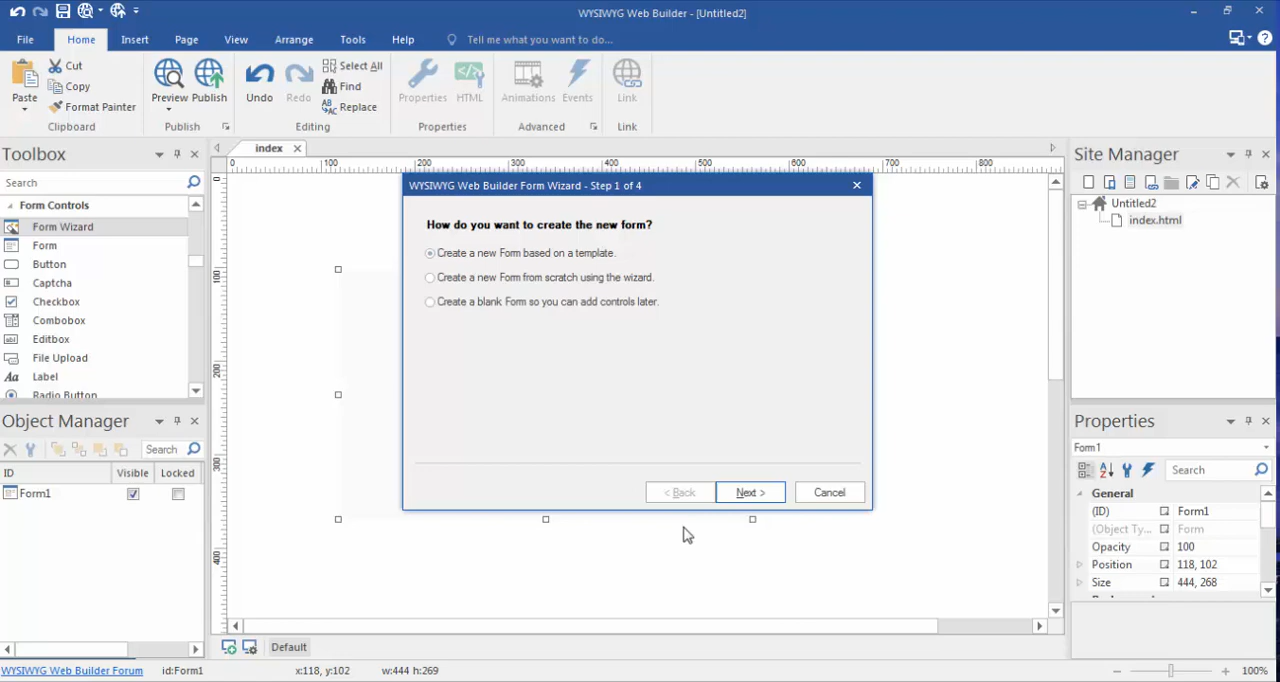 WYSIWYG Web Builder - [Untitled2]
File Home Insert Page View Arrange Tools Help Tell me what you want to do...
Paste
Cut
Copy
Format Painter
Clipboard
Preview Publish
Publish
Undo Redo
Select All
Find
Replace
Editing
Properties HTML
Properties
Animations Events
Advanced
Link
Link
Toolbox
Search
Form Controls
Form Wizard
Form
Button
Captcha
Checkbox
Combobox
Editbox
File Upload
Label
Radio Button
Object Manager
Search
ID Visible Locked
Form1
index
0 100 200 300 400 500 600 700 800
0
100
200
300
400
WYSIWYG Web Builder Form Wizard - Step 1 of 4
How do you want to create the new form?
Create a new Form based on a template.
Create a new Form from scratch using the wizard.
Create a blank Form so you can add controls later.
< Back Next > Cancel
Default
Site Manager
Untitled2
index.html
Properties
Form1
Search
General
(ID) Form1
(Object Ty... Form
Opacity 100
Position 118, 102
Size 444, 268
WYSIWYG Web Builder Forum id:Form1 x:118, y:102 w:444 h:269 100%